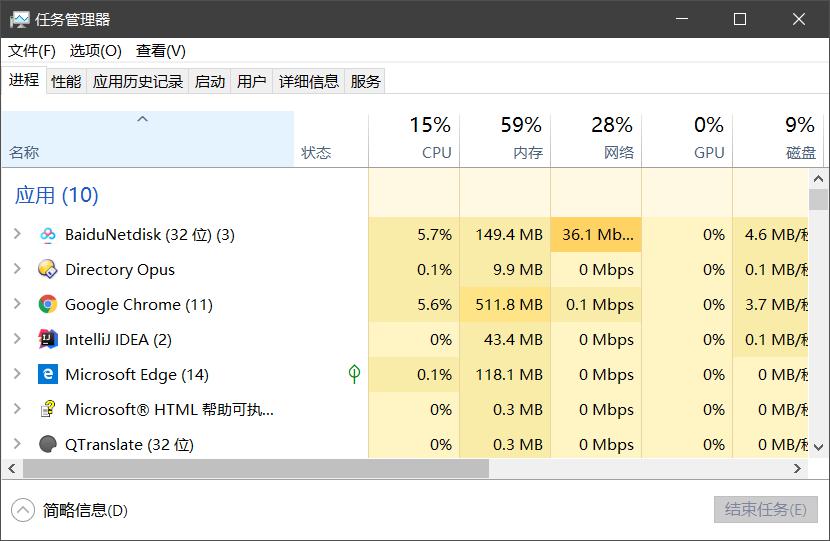 任务管理器
文件(F) 选项(O) 查看(V)
进程 性能 应用历史记录 启动 用户 详细信息 服务
15% 59% 28% 0% 9%
名称 状态 CPU 内存 网络 GPU 磁盘
应用 (10)
BaiduNetdisk (32 位) (3) 5.7% 149.4 MB 36.1 Mb... 0% 4.6 MB/秒
Directory Opus 0.1% 9.9 MB 0 Mbps 0% 0.1 MB/秒
Google Chrome (11) 5.6% 511.8 MB 0.1 Mbps 0% 3.7 MB/秒
IntelliJ IDEA (2) 0% 43.4 MB 0 Mbps 0% 0.1 MB/秒
Microsoft Edge (14) 0.1% 118.1 MB 0 Mbps 0% 0 MB/秒
Microsoft® HTML 帮助可执... 0% 0.3 MB 0 Mbps 0% 0 MB/秒
QTranslate (32 位) 0% 0.3 MB 0 Mbps 0% 0 MB/秒
简略信息(D) 结束任务(E)